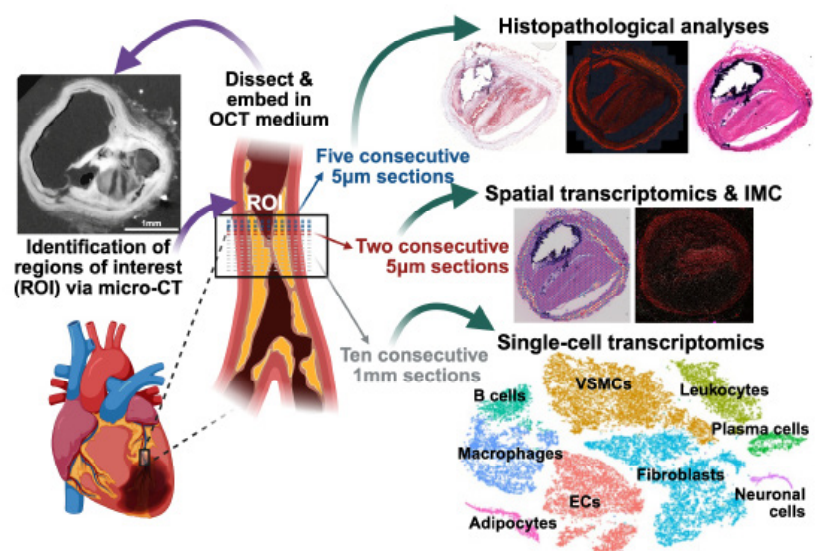 Histopathological analyses
Dissect &
embed in
OCT medium
Five consecutive
5µm sections
ROI
1mm
Identification of
regions of interest
(ROI) via micro-CT
Spatial transcriptomics & IMC
Two consecutive
5µm sections
Ten consecutive
1mm sections
Single-cell transcriptomics
VSMCs
Leukocytes
B cells
Plasma cells
Macrophages
Fibroblasts
ECs
Neuronal
cells
Adipocytes